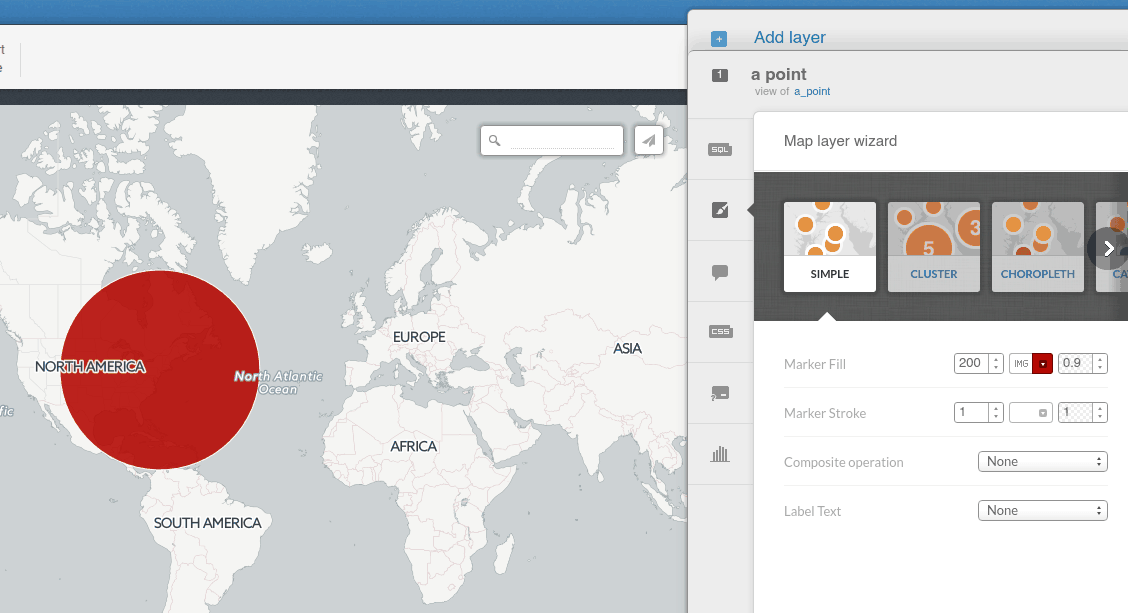 rt
e
NORTH AMERICA
North Atlantic
Ocean
fic
EUROPE
ASIA
AFRICA
SOUTH AMERICA
+ Add layer
1 a point
view of a_point
SQL
CSS
Map layer wizard
5
3
SIMPLE
CLUSTER
CHOROPLETH
CA
Marker Fill 200 IMG 0.9
Marker Stroke 1 1
Composite operation None
Label Text None